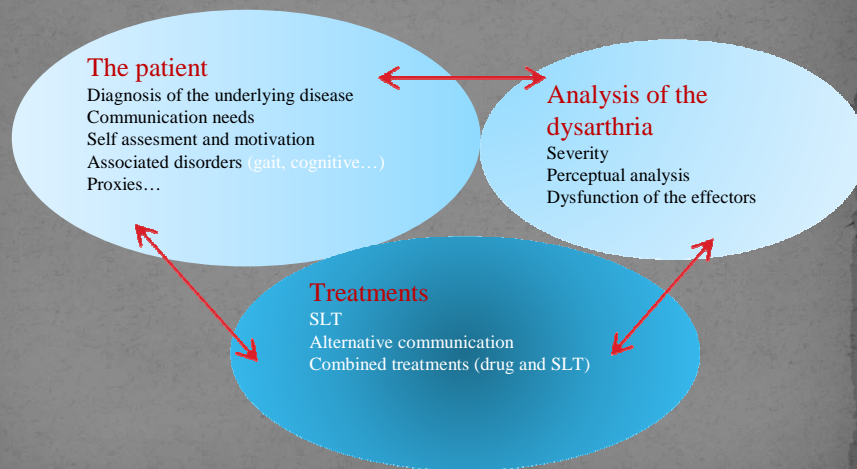 The patient
Diagnosis of the underlying disease
Communication needs
Self assesment and motivation
Associated disorders (gait, cognitive…)
Proxies…
Analysis of the
dysarthria
Severity
Perceptual analysis
Dysfunction of the effectors
Treatments
SLT
Alternative communication
Combined treatments (drug and SLT)